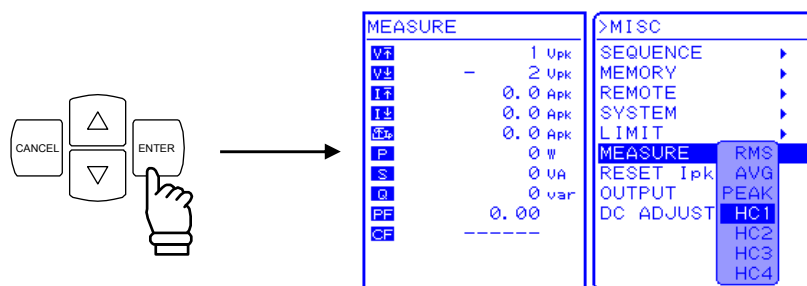 CANCEL
ENTER
MEASURE
V 1 Vpk
V - 2 Vpk
I 0.0 Apk
I 0.0 Apk
0.0 Apk
P 0 W
S 0 VA
Q 0 var
PF 0.00
CF ------
>MISC
SEQUENCE
MEMORY
REMOTE
SYSTEM
LIMIT
MEASURE RMS
RESET Ipk AVG
OUTPUT PEAK
DC ADJUST HC1
HC2
HC3
HC4